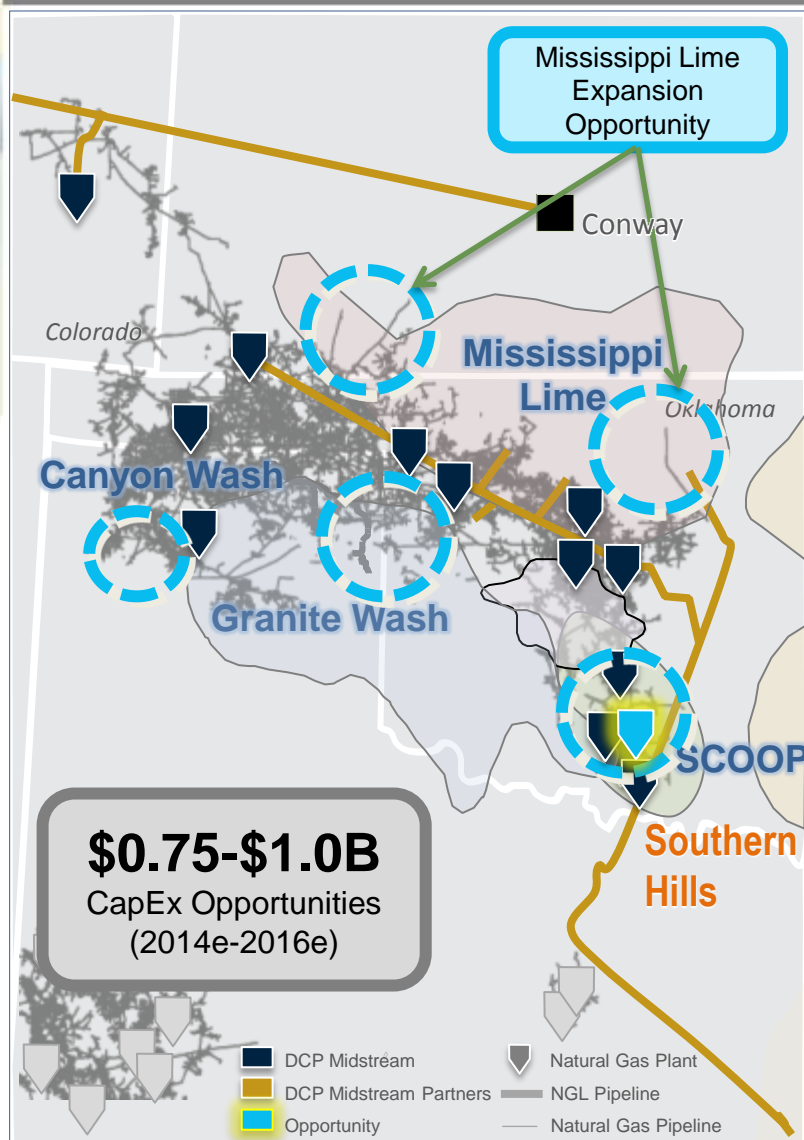 Mississippi Lime
Expansion
Opportunity
Conway
Colorado
Mississippi
Lime
Oklahoma
Canyon Wash
Granite Wash
SCOOP
Southern
Hills
$0.75-$1.0B
CapEx Opportunities
(2014e-2016e)
DCP Midstream
DCP Midstream Partners
Opportunity
Natural Gas Plant
NGL Pipeline
Natural Gas Pipeline